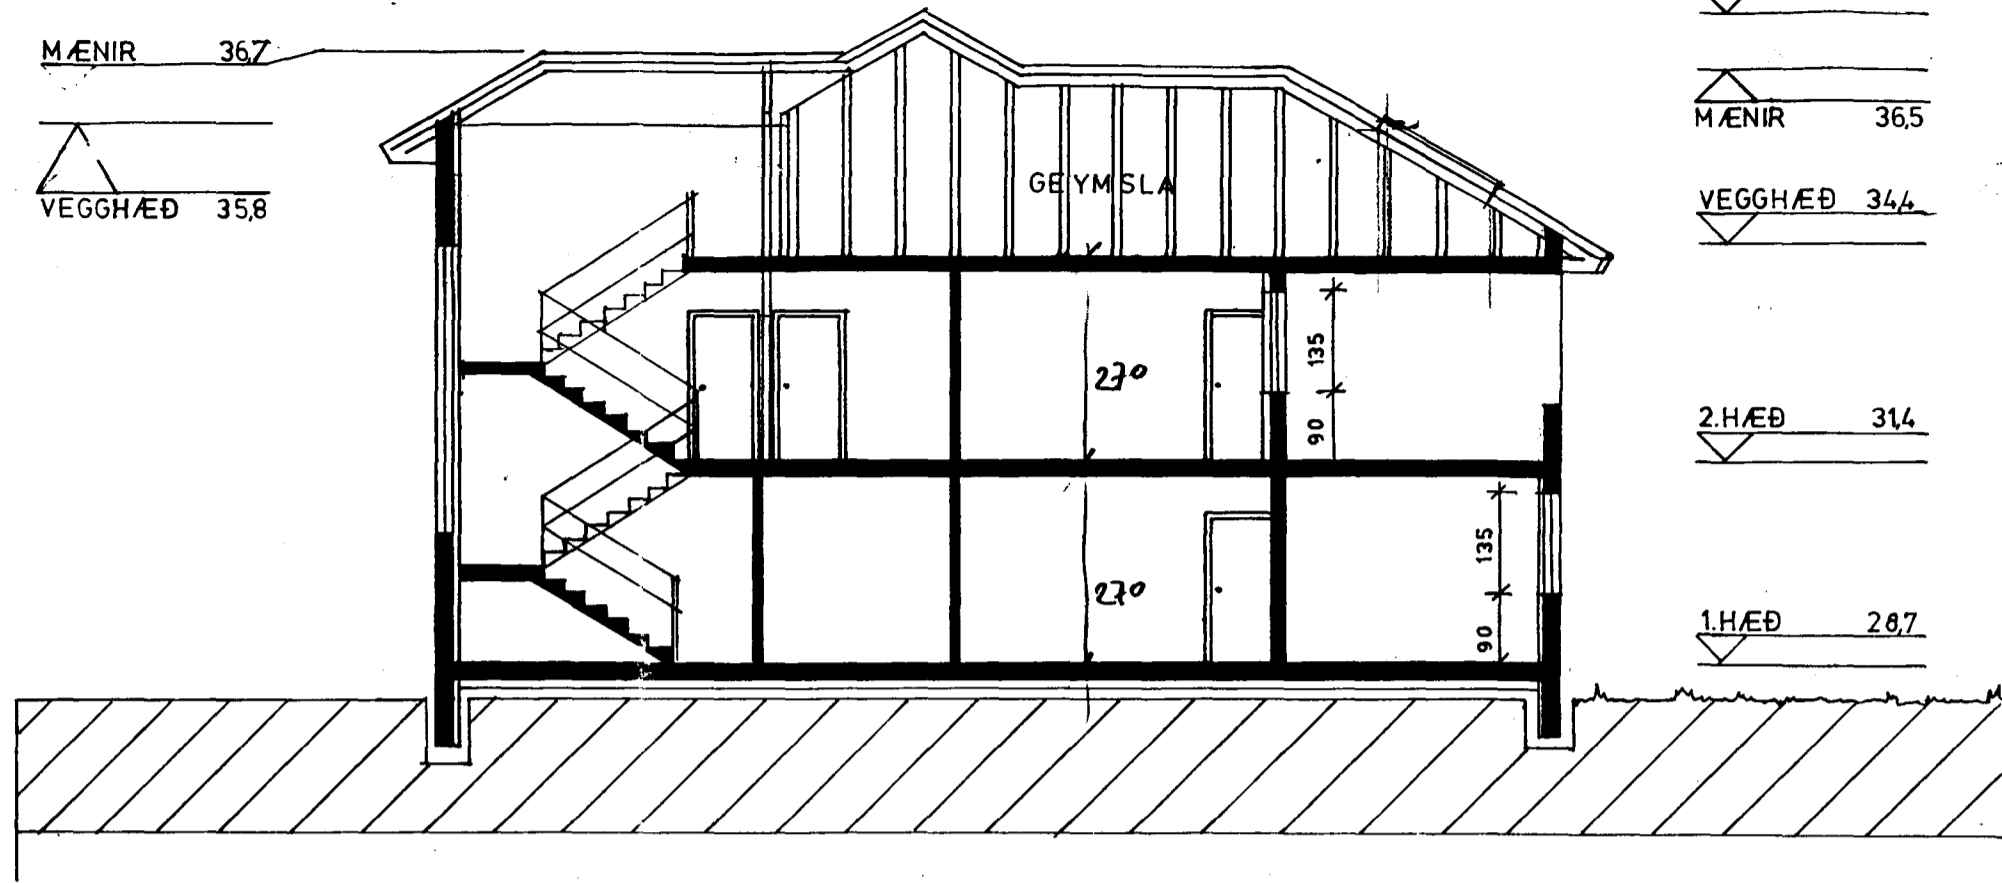 MÆNIR 36,7
VEGGHÆÐ 35,8
GEYMSLA
270
135
90
270
135
90
MÆNIR 36,5
VEGGHÆÐ 34,4
2.HÆÐ 31,4
1.HÆÐ 28,7